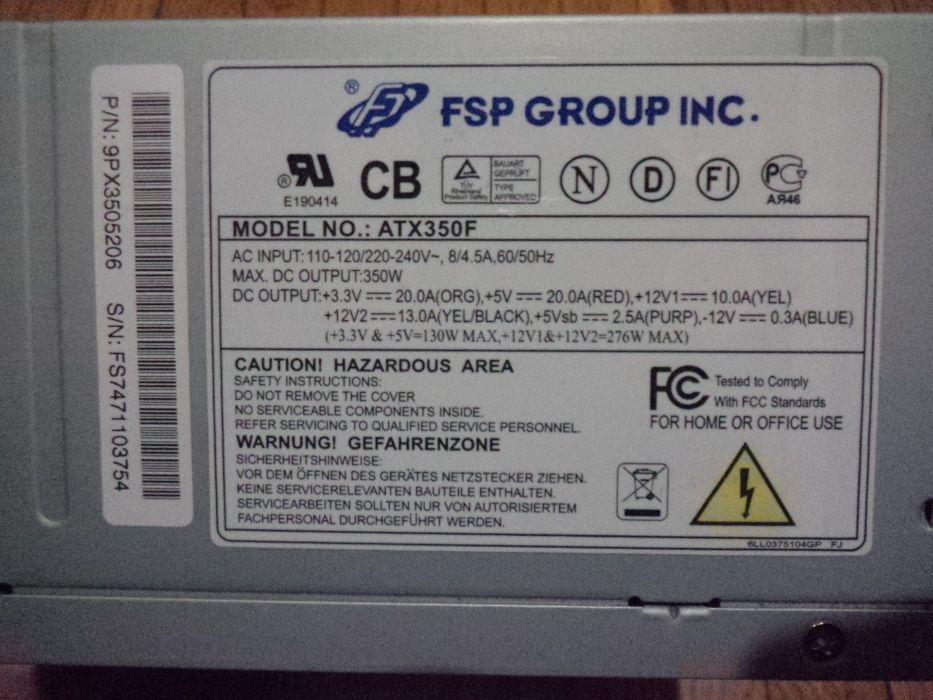 P/N: 9PX3505206 S/N: FS7471103754
® FSP GROUP INC.
®
E190414
CB
TÜV
Rheinland
Product Safety
BAUART
GEPRÜFT
TYPE
APPROVED
N
D
FI
РС
АЯ46
MODEL NO.: ATX350F
AC INPUT: 110-120/220-240V~, 8/4.5A,60/50Hz
MAX. DC OUTPUT:350W
DC OUTPUT:+3.3V ⎓ 20.0A(ORG),+5V ⎓ 20.0A(RED),+12V1 ⎓ 10.0A(YEL)
+12V2 ⎓ 13.0A(YEL/BLACK),+5Vsb ⎓ 2.5A(PURP),-12V ⎓ 0.3A(BLUE)
(+3.3V & +5V=130W MAX,+12V1&+12V2=276W MAX)
CAUTION! HAZARDOUS AREA
SAFETY INSTRUCTIONS:
DO NOT REMOVE THE COVER
NO SERVICEABLE COMPONENTS INSIDE.
REFER SERVICING TO QUALIFIED SERVICE PERSONNEL.
WARNUNG! GEFAHRENZONE
SICHERHEITSHINWEISE:
VOR DEM ÖFFNEN DES GERÄTES NETZSTECKER ZIEHEN.
KEINE SERVICERELEVANTEN BAUTEILE ENTHALTEN.
SERVICEARBEITEN SOLLTEN NUR VON AUTORISIERTEM
FACHPERSONAL DURCHGEFÜHRT WERDEN.
FC Tested to Comply
With FCC Standards
FOR HOME OR OFFICE USE
6LL0375104GP FJ